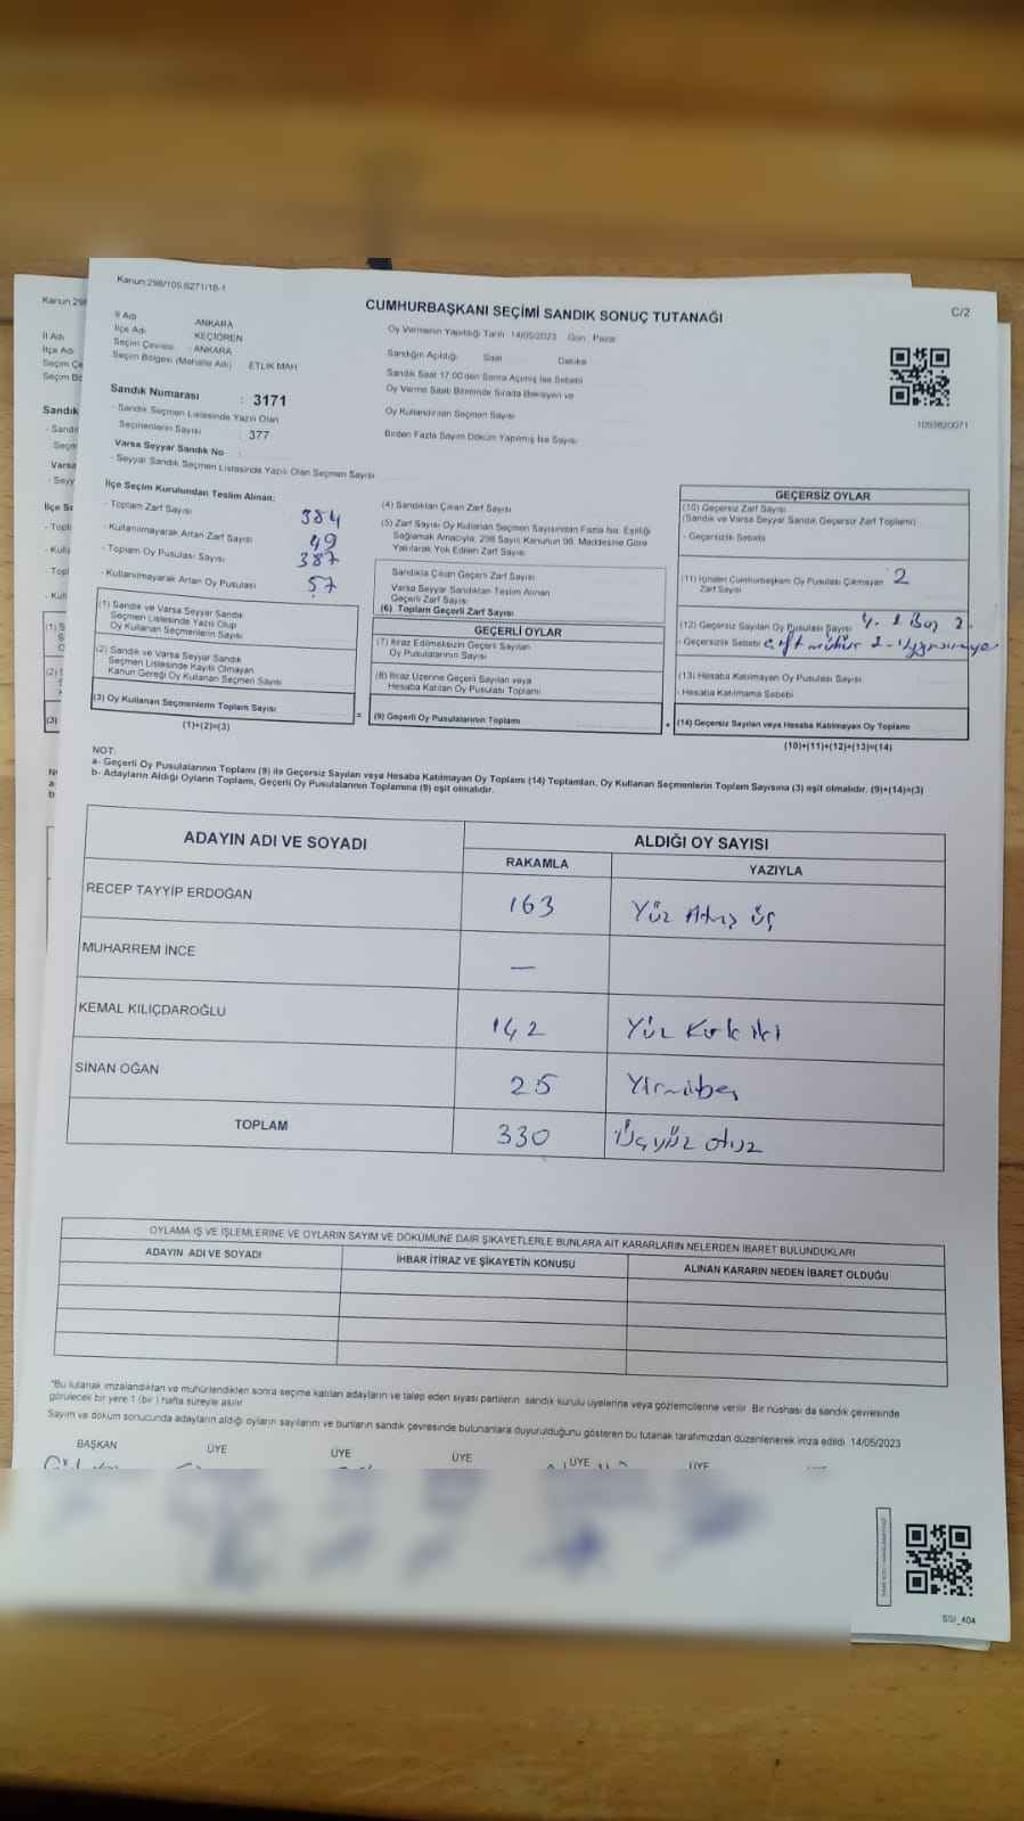 Kanun:298/105,6271/18-1
CUMHURBAŞKANI SEÇİMİ SANDIK SONUÇ TUTANAĞI
C/2
İl Adı ANKARA
İlçe Adı KEÇİÖREN
Seçim Çevresi ANKARA
Seçim Bölgesi (Mahalle Adı) ETLİK MAH
Oy Vermenin Yapıldığı Tarih 14/05/2023 Gün Pazar
Sandığın Açıldığı Saat Dakika
Sandık Saat 17:00'den Sonra Açılmış İse Sebebi
Oy Verme Saati Bitiminde Sırada Bekleyen ve
Oy Kullandırılan Seçmen Sayısı
Birden Fazla Sayım Döküm Yapılmış İse Sayısı
1093620071
Sandık Numarası : 3171
- Sandık Seçmen Listesinde Yazılı Olan
Seçmenlerin Sayısı : 377
Varsa Seyyar Sandık No :
- Seyyar Sandık Seçmen Listesinde Yazılı Olan Seçmen Sayısı
İlçe Seçim Kurulundan Teslim Alınan:
- Toplam Zarf Sayısı 384
- Kullanılmayarak Artan Zarf Sayısı 49
- Toplam Oy Pusulası Sayısı 387
- Kullanılmayarak Artan Oy Pusulası 57
(1) Sandık ve Varsa Seyyar Sandık
Seçmen Listesinde Yazılı Olup
Oy Kullanan Seçmenlerin Sayısı
(2) Sandık ve Varsa Seyyar Sandık
Seçmen Listesinde Kayıtlı Olmayan
Kanun Gereği Oy Kullanan Seçmen Sayısı
(3) Oy Kullanan Seçmenlerin Toplam Sayısı
(1)+(2)=(3)
=
(4) Sandıktan Çıkan Zarf Sayısı
(5) Zarf Sayısı Oy Kullanan Seçmen Sayısından Fazla İse, Eşitliği
Sağlamak Amacıyla, 298 Sayılı Kanunun 98. Maddesine Göre
Yakılarak Yok Edilen Zarf Sayısı
Sandıkta Çıkan Geçerli Zarf Sayısı
Varsa Seyyar Sandıktan Teslim Alınan
Geçerli Zarf Sayısı
(6) Toplam Geçerli Zarf Sayısı
GEÇERLİ OYLAR
(7) İtiraz Edilmeksizin Geçerli Sayılan
Oy Pusulalarının Sayısı
(8) İtiraz Üzerine Geçerli Sayılan veya
Hesaba Katılan Oy Pusulası Toplamı
(9) Geçerli Oy Pusulalarının Toplamı
+
GEÇERSİZ OYLAR
(10) Geçersiz Zarf Sayısı
(Sandık ve Varsa Seyyar Sandık Geçersiz Zarf Toplamı)
- Geçersizlik Sebebi
(11) İçinden Cumhurbaşkanı Oy Pusulası Çıkmayan 2
Zarf Sayısı
(12) Geçersiz Sayılan Oy Pusulası Sayısı
- Geçersizlik Sebebi çift mühür
(13) Hesaba Katılmayan Oy Pusulası Sayısı
- Hesaba Katılmama Sebebi
(14) Geçersiz Sayılan veya Hesaba Katılmayan Oy Toplamı
(10)+(11)+(12)+(13)=(14)
NOT:
a- Geçerli Oy Pusulalarının Toplamı (9) ile Geçersiz Sayılan veya Hesaba Katılmayan Oy Toplamı (14) Toplamları, Oy Kullanan Seçmenlerin Toplam Sayısına (3) eşit olmalıdır. (9)+(14)=(3)
b- Adayların Aldığı Oyların Toplamı, Geçerli Oy Pusulalarının Toplamına (9) eşit olmalıdır.
ADAYIN ADI VE SOYADI
ALDIĞI OY SAYISI
RAKAMLA YAZIYLA
RECEP TAYYİP ERDOĞAN 163 Yüz Atmış üç
MUHARREM İNCE —
KEMAL KILIÇDAROĞLU 142 Yüz Kırk iki
SİNAN OĞAN 25 Yirmibeş
TOPLAM 330 Üçyüz otuz
OYLAMA İŞ VE İŞLEMLERİNE VE OYLARIN SAYIM VE DÖKÜMÜNE DAİR ŞİKAYETLERLE BUNLARA AİT KARARLARIN NELERDEN İBARET BULUNDUKLARI
ADAYIN ADI VE SOYADI İHBAR İTİRAZ VE ŞİKAYETİN KONUSU ALINAN KARARIN NEDEN İBARET OLDUĞU
*Bu tutanak imzalandıktan ve mühürlendikten sonra seçime katılan adayların ve talep eden siyasi partilerin sandık kurulu üyelerine veya gözlemcilerine verilir. Bir nüshası da sandık çevresinde
görülecek bir yere 1 (bir) hafta süreyle asılır
Sayım ve döküm sonucunda adayların aldığı oyların sayılarını ve bunların sandık çevresinde bulunanlara duyurulduğunu gösteren bu tutanak tarafımızdan düzenlenerek imza edildi. 14/05/2023
BAŞKAN ÜYE ÜYE ÜYE ÜYE ÜYE
SSİ_404